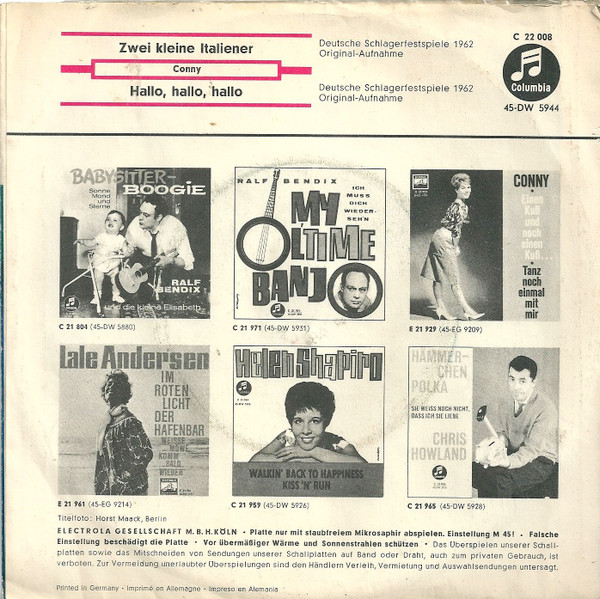 Zwei kleine Italiener
Conny
Hallo, hallo, hallo
Deutsche Schlagerfestspiele 1962
Original-Aufnahme
Deutsche Schlagerfestspiele 1962
Original-Aufnahme
C 22 008
Columbia
45-DW 5944
BABYSITTER-
BOOGIE
Sonne
Mond
und
Sterne
RALF
BENDIX
und die kleine Elisabeth
C 21 804 (45-DW 5880)
RALF BENDIX
ICH
MUSS
DICH
WIEDER-
SEH'N
MY
OL'TIME
BANJO
C 21 971 (45-DW 5931)
CONNY
Einen
Kuß
und
noch
einen
Kuß...
Tanz
noch
einmal
mit
mir
E 21 929 (45-EG 9209)
Lale Andersen
IM
ROTEN
LICHT
DER
HAFENBAR
WEISSE
MÖWE
KOMM
BALD
WIEDER
E 21 961 (45-EG 9214)
Helen Shapiro
WALKIN' BACK TO HAPPINESS
KISS 'N' RUN
C 21 959 (45-DW 5926)
HÄMMER-
CHEN
POLKA
SIE WEISS NOCH NICHT,
DASS ICH SIE LIEBE
CHRIS
HOWLAND
C 21 965 (45-DW 5928)
Titelfoto: Horst Maack, Berlin
ELECTROLA GESELLSCHAFT M. B. H. KÖLN • Platte nur mit staubfreiem Mikrosaphir abspielen. Einstellung M 45! • Falsche
Einstellung beschädigt die Platte • Vor übermäßiger Wärme und Sonnenstrahlen schützen • Das Überspielen unserer Schall-
platten sowie das Mitschneiden von Sendungen unserer Schallplatten auf Band oder Draht, auch zum privaten Gebrauch, ist
verboten. Zur Vermeidung unerlaubter Überspielungen sind den Händlern Verleih, Vermietung und Auswahlsendungen untersagt.
Printed in Germany - Imprimé en Allemagne - Impreso en Alemania